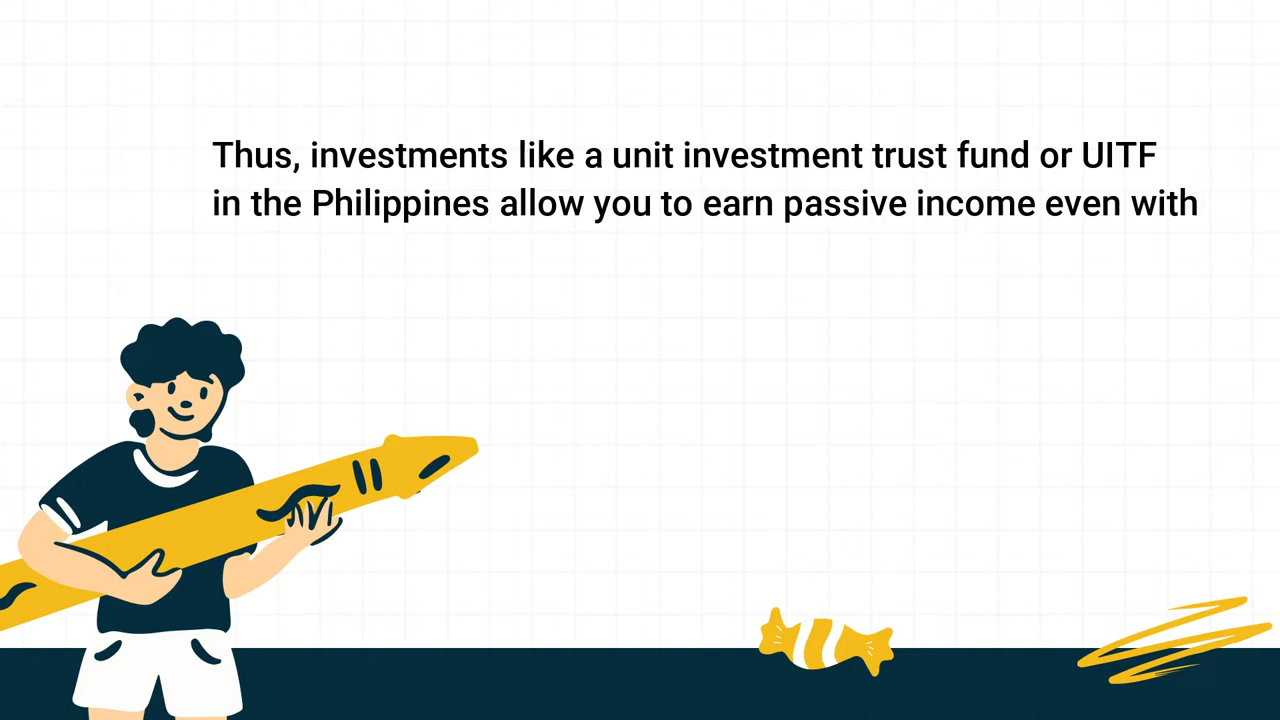 Thus, investments like a unit investment trust fund or UITF
in the Philippines allow you to earn passive income even with